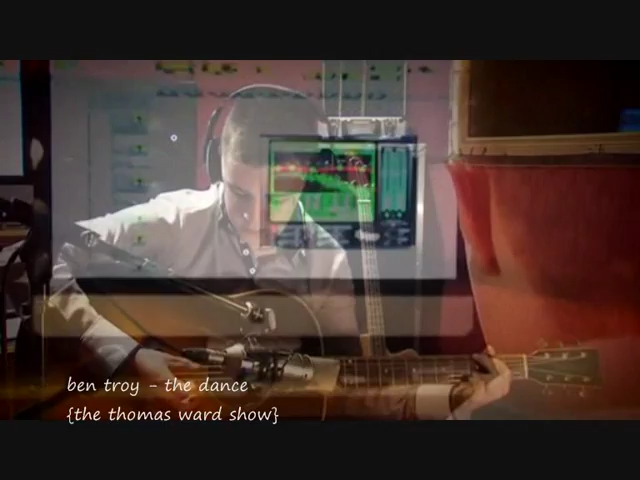 ben troy - the dance
{the thomas ward show}